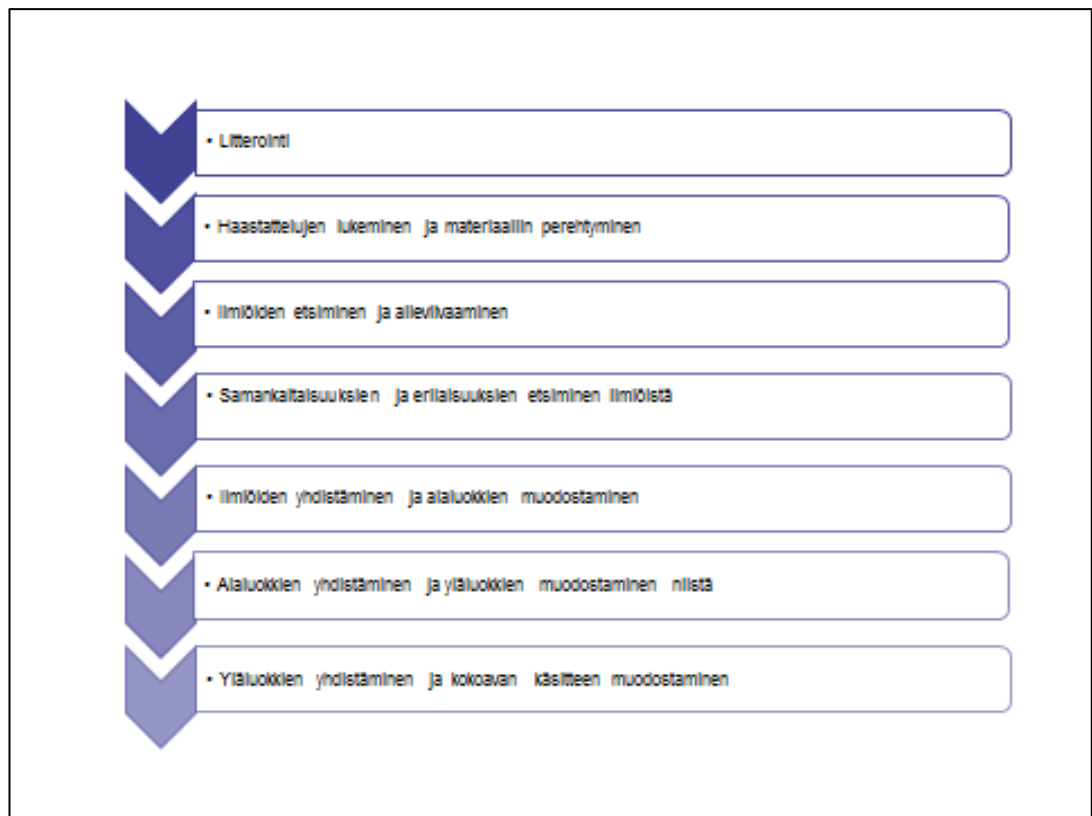 • Litterointi
• Haastattelujen lukeminen ja materiaaliin perehtyminen
• Ilmiöiden etsiminen ja alleviivaaminen
• Samankaltaisuuksien ja erilaisuuksien etsiminen ilmiöistä
• Ilmiöiden yhdistäminen ja alaluokkien muodostaminen
• Alaluokkien yhdistäminen ja yläluokkien muodostaminen niistä
• Yläluokkien yhdistäminen ja kokoavan käsitteen muodostaminen